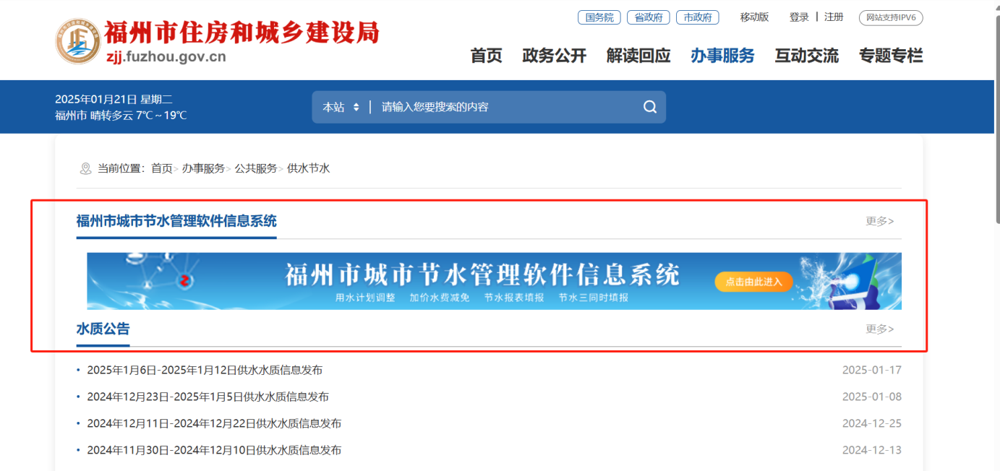 国务院 省政府 市政府 移动版 登录 | 注册 网站支持IPV6
福州市住房和城乡建设局
zjj.fuzhou.gov.cn
首页 政务公开 解读回应 办事服务 互动交流 专题专栏
2025年01月21日 星期二
福州市 晴转多云 7℃~19℃
本站 | 请输入您要搜索的内容
当前位置：首页> 办事服务> 公共服务> 供水节水
福州市城市节水管理软件信息系统 更多>
福州市城市节水管理软件信息系统
点击由此进入
用水计划调整 加价水费减免 节水报表填报 节水三同时填报
水质公告 更多>
2025年1月6日-2025年1月12日供水水质信息发布 2025-01-17
2024年12月23日-2025年1月5日供水水质信息发布 2025-01-08
2024年12月11日-2024年12月22日供水水质信息发布 2024-12-25
2024年11月30日-2024年12月10日供水水质信息发布 2024-12-13